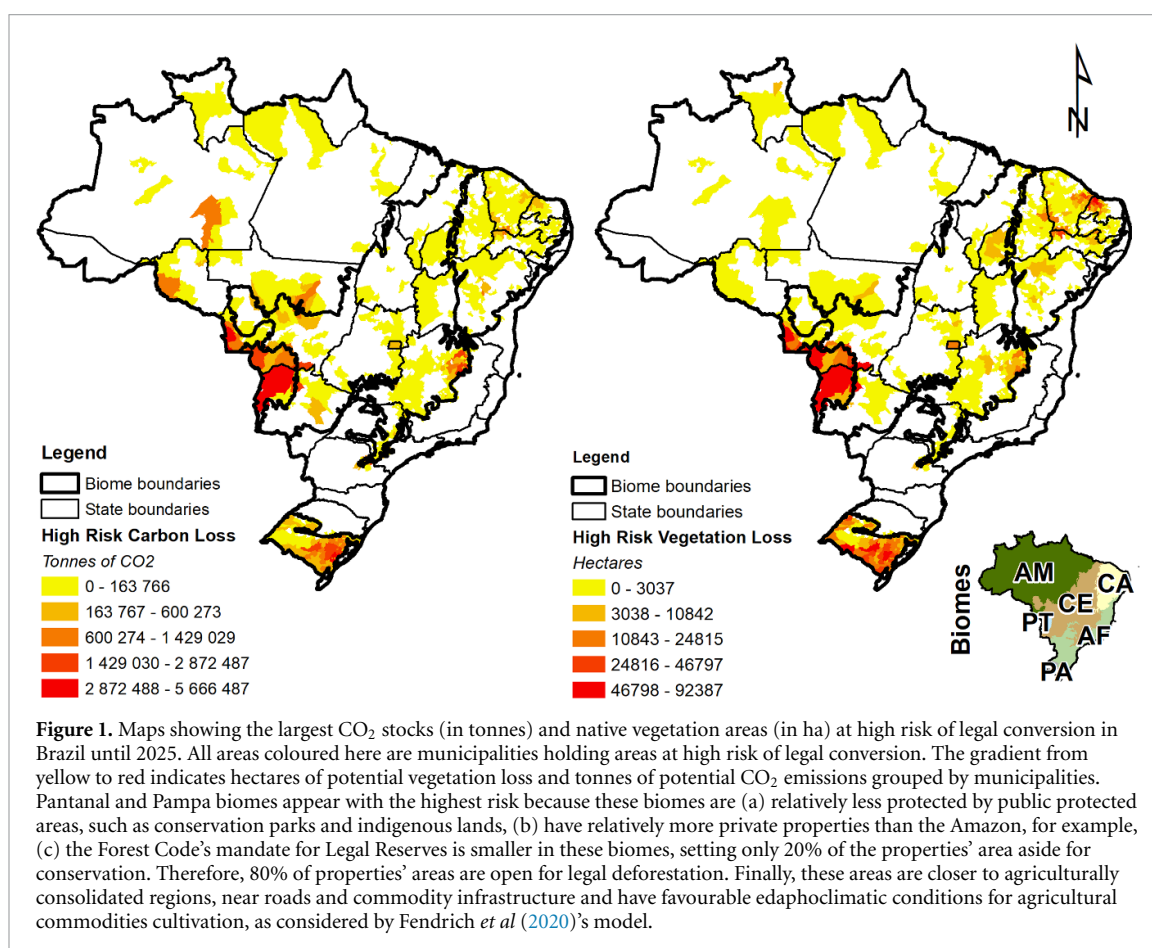 N
Legend
Biome boundaries
State boundaries
High Risk Carbon Loss
Tonnes of CO2
0 - 163 766
163 767 - 600 273
600 274 - 1 429 029
1 429 030 - 2 872 487
2 872 488 - 5 666 487
Legend
Biome boundaries
State boundaries
High Risk Vegetation Loss
Hectares
0 - 3037
3038 - 10842
10843 - 24815
24816 - 46797
46798 - 92387
Biomes
AM
CA
CE
PT
AF
PA
Figure 1. Maps showing the largest CO₂ stocks (in tonnes) and native vegetation areas (in ha) at high risk of legal conversion in
Brazil until 2025. All areas coloured here are municipalities holding areas at high risk of legal conversion. The gradient from
yellow to red indicates hectares of potential vegetation loss and tonnes of potential CO₂ emissions grouped by municipalities.
Pantanal and Pampa biomes appear with the highest risk because these biomes are (a) relatively less protected by public protected
areas, such as conservation parks and indigenous lands, (b) have relatively more private properties than the Amazon, for example,
(c) the Forest Code's mandate for Legal Reserves is smaller in these biomes, setting only 20% of the properties' area aside for
conservation. Therefore, 80% of properties' areas are open for legal deforestation. Finally, these areas are closer to agriculturally
consolidated regions, near roads and commodity infrastructure and have favourable edaphoclimatic conditions for agricultural
commodities cultivation, as considered by Fendrich et al (2020)'s model.